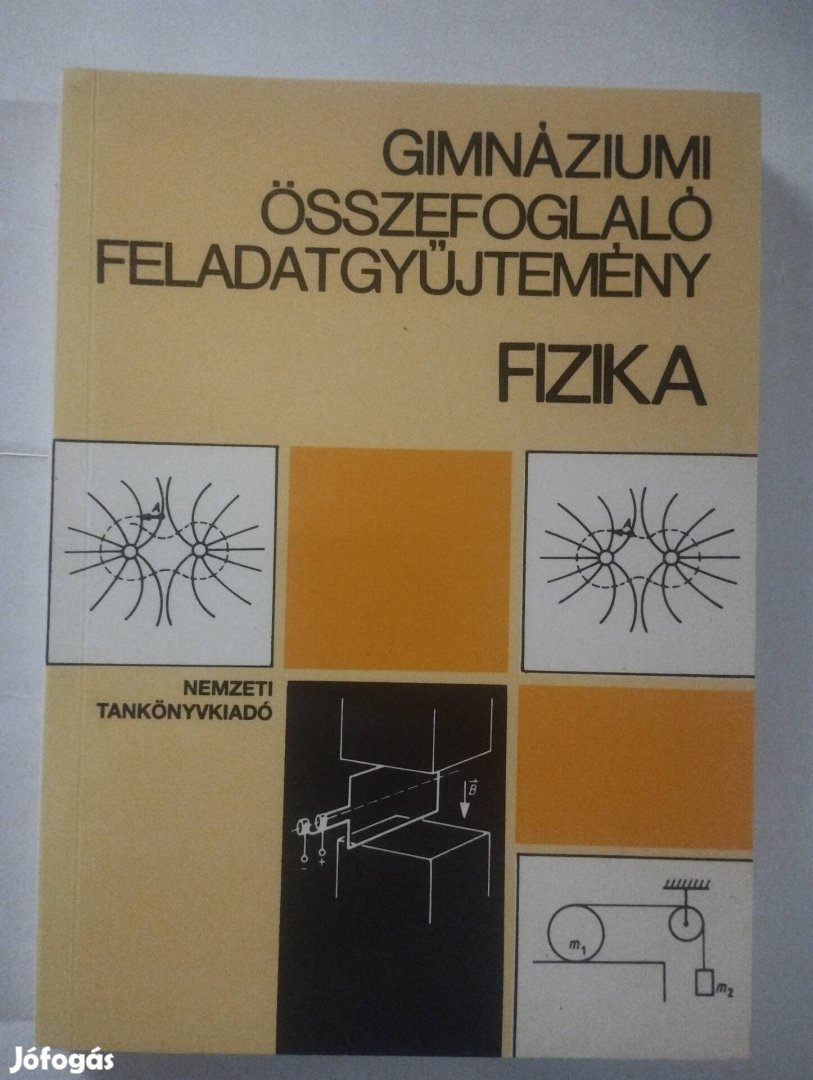 GIMNÁZIUMI
ÖSSZEFOGLALÓ
FELADATGYŰJTEMÉNY
FIZIKA
A
A
NEMZETI
TANKÖNYVKIADÓ
B
- +
m1
m2
Jófogás